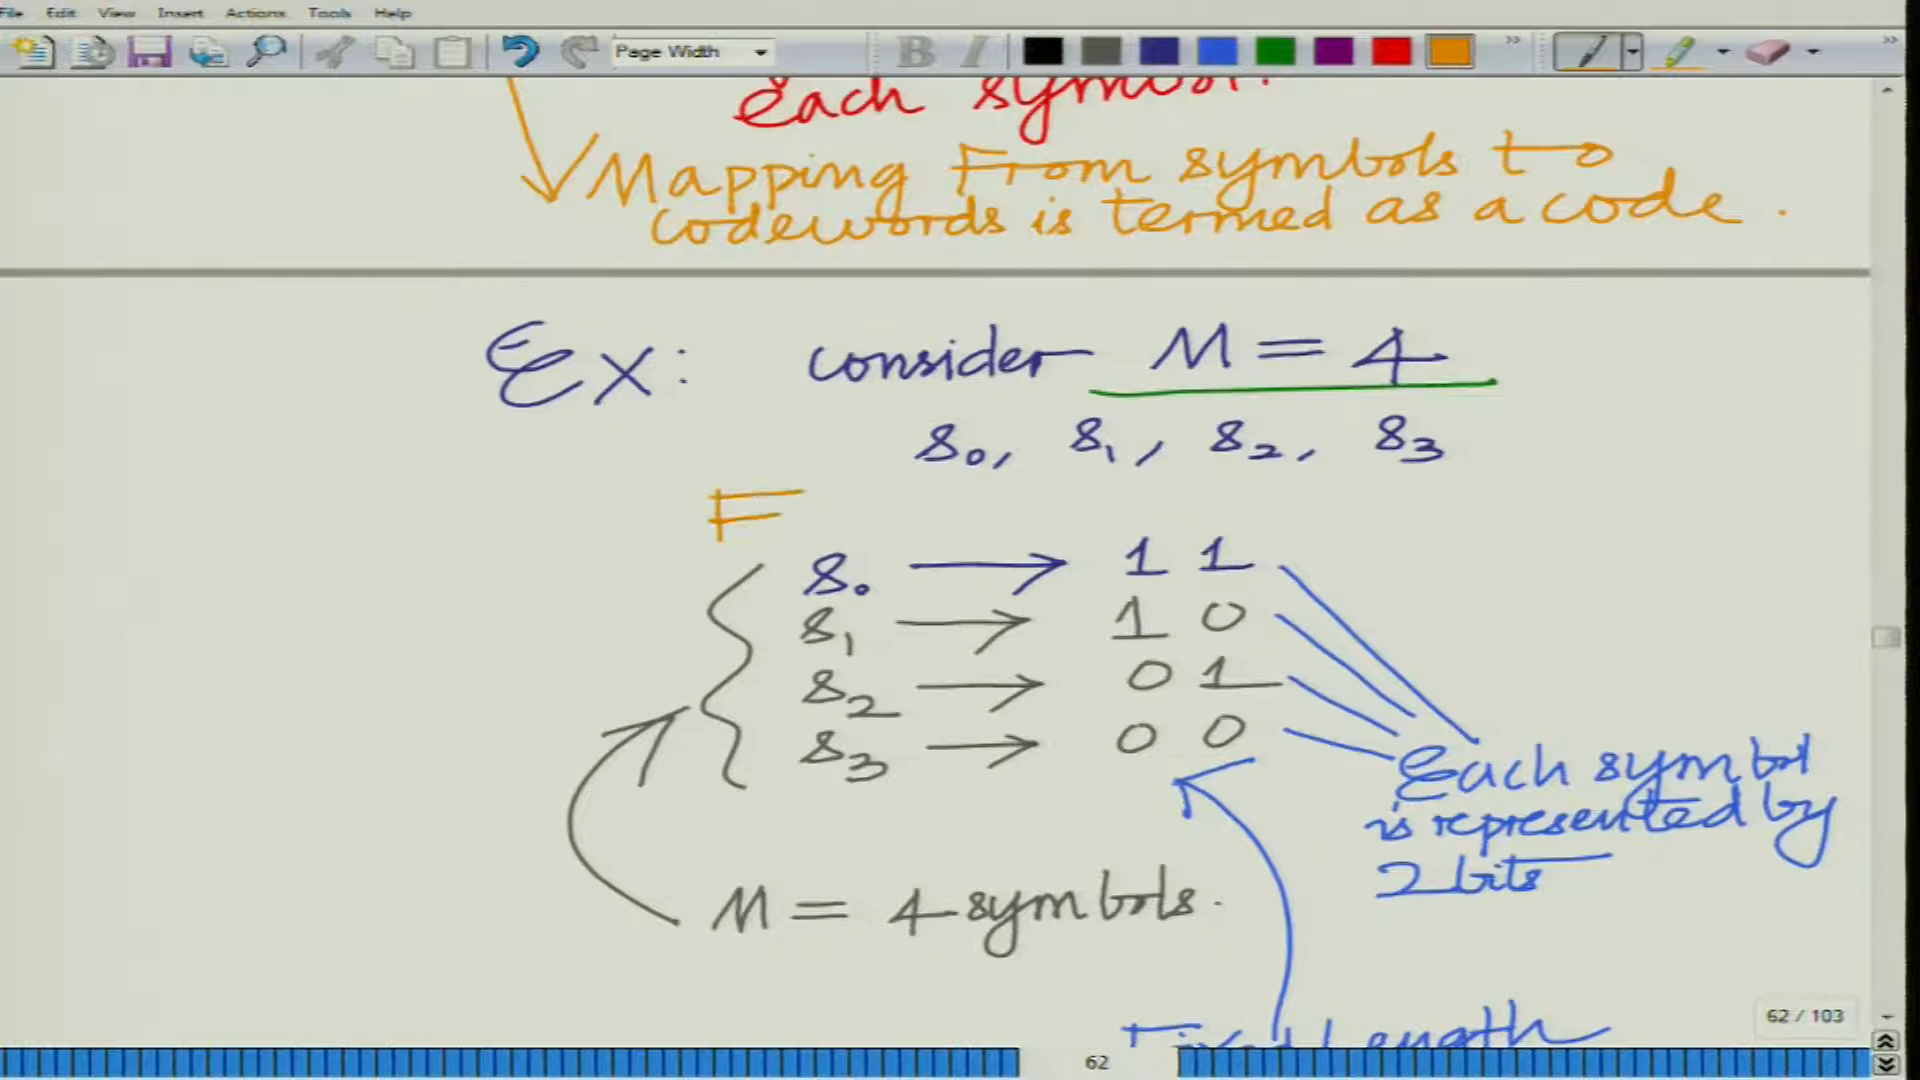 File Edit View Insert Actions Tools Help
Page Width
Each symbol.
Mapping From symbols to
codewords is termed as a code.
Ex: consider M = 4
s0, s1, s2, s3
F
s0 → 1 1
s1 → 1 0
s2 → 0 1
s3 → 0 0
Each symbol
is represented by
2 bits
M = 4 symbols.
Fixed Length
62 / 103
62